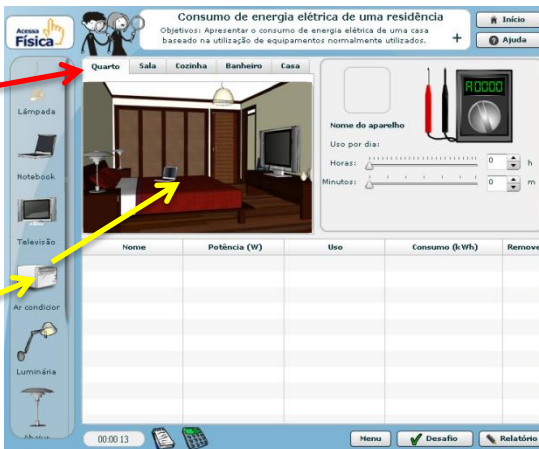 Acessa
Física
Consumo de energia elétrica de uma residência
Objetivos: Apresentar o consumo de energia elétrica de uma casa
baseado na utilização de equipamentos normalmente utilizados.
+
Início
? Ajuda
Quarto Sala Cozinha Banheiro Casa
Lâmpada
Notebook
Televisão
Ar condicior
Luminária
Nome do aparelho
Uso por dia:
Horas: 0 h
Minutos: 0 m
Nome Potência (W) Uso Consumo (kWh) Remove
00:00 13
Menu Desafio Relatório